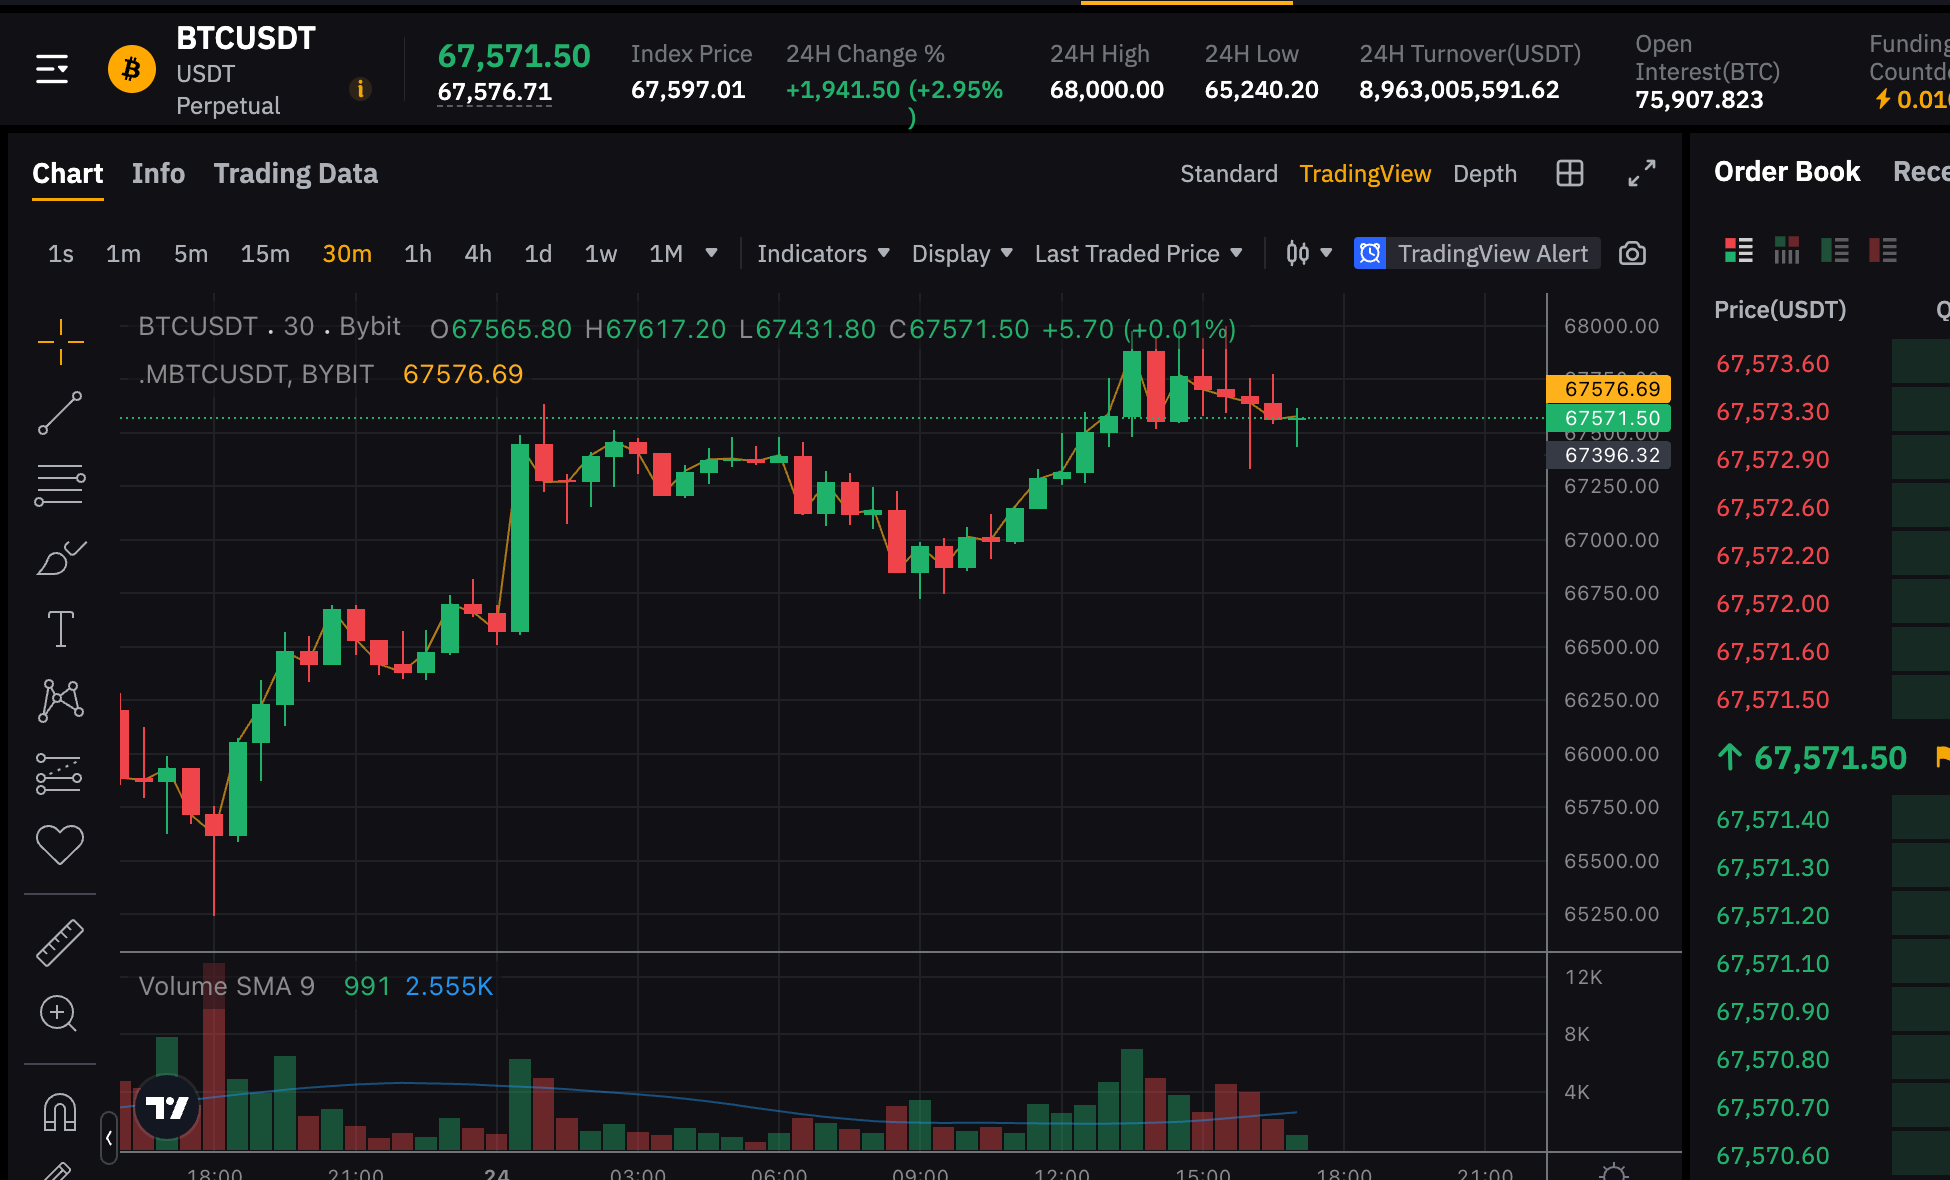 BTCUSDT
USDT
Perpetual
67,571.50
67,576.71
Index Price
67,597.01
24H Change %
+1,941.50 (+2.95%
)
24H High
68,000.00
24H Low
65,240.20
24H Turnover(USDT)
8,963,005,591.62
Open
Interest(BTC)
75,907.823
Funding
Countdo
0.010
Chart Info Trading Data
Standard TradingView Depth
1s 1m 5m 15m 30m 1h 4h 1d 1w 1M Indicators Display Last Traded Price TradingView Alert
BTCUSDT . 30 . Bybit O67565.80 H67617.20 L67431.80 C67571.50 +5.70 (+0.01%)
.MBTCUSDT, BYBIT 67576.69
68000.00
67576.69
67571.50
67500.00
67396.32
67250.00
67000.00
66750.00
66500.00
66250.00
66000.00
65750.00
65500.00
65250.00
Volume SMA 9 991 2.555K
12K
8K
4K
18:00 21:00 24 03:00 06:00 09:00 12:00 15:00 18:00 21:00
Order Book Rece
Price(USDT) Q
67,573.60
67,573.30
67,572.90
67,572.60
67,572.20
67,572.00
67,571.60
67,571.50
↑ 67,571.50
67,571.40
67,571.30
67,571.20
67,571.10
67,570.90
67,570.80
67,570.70
67,570.60